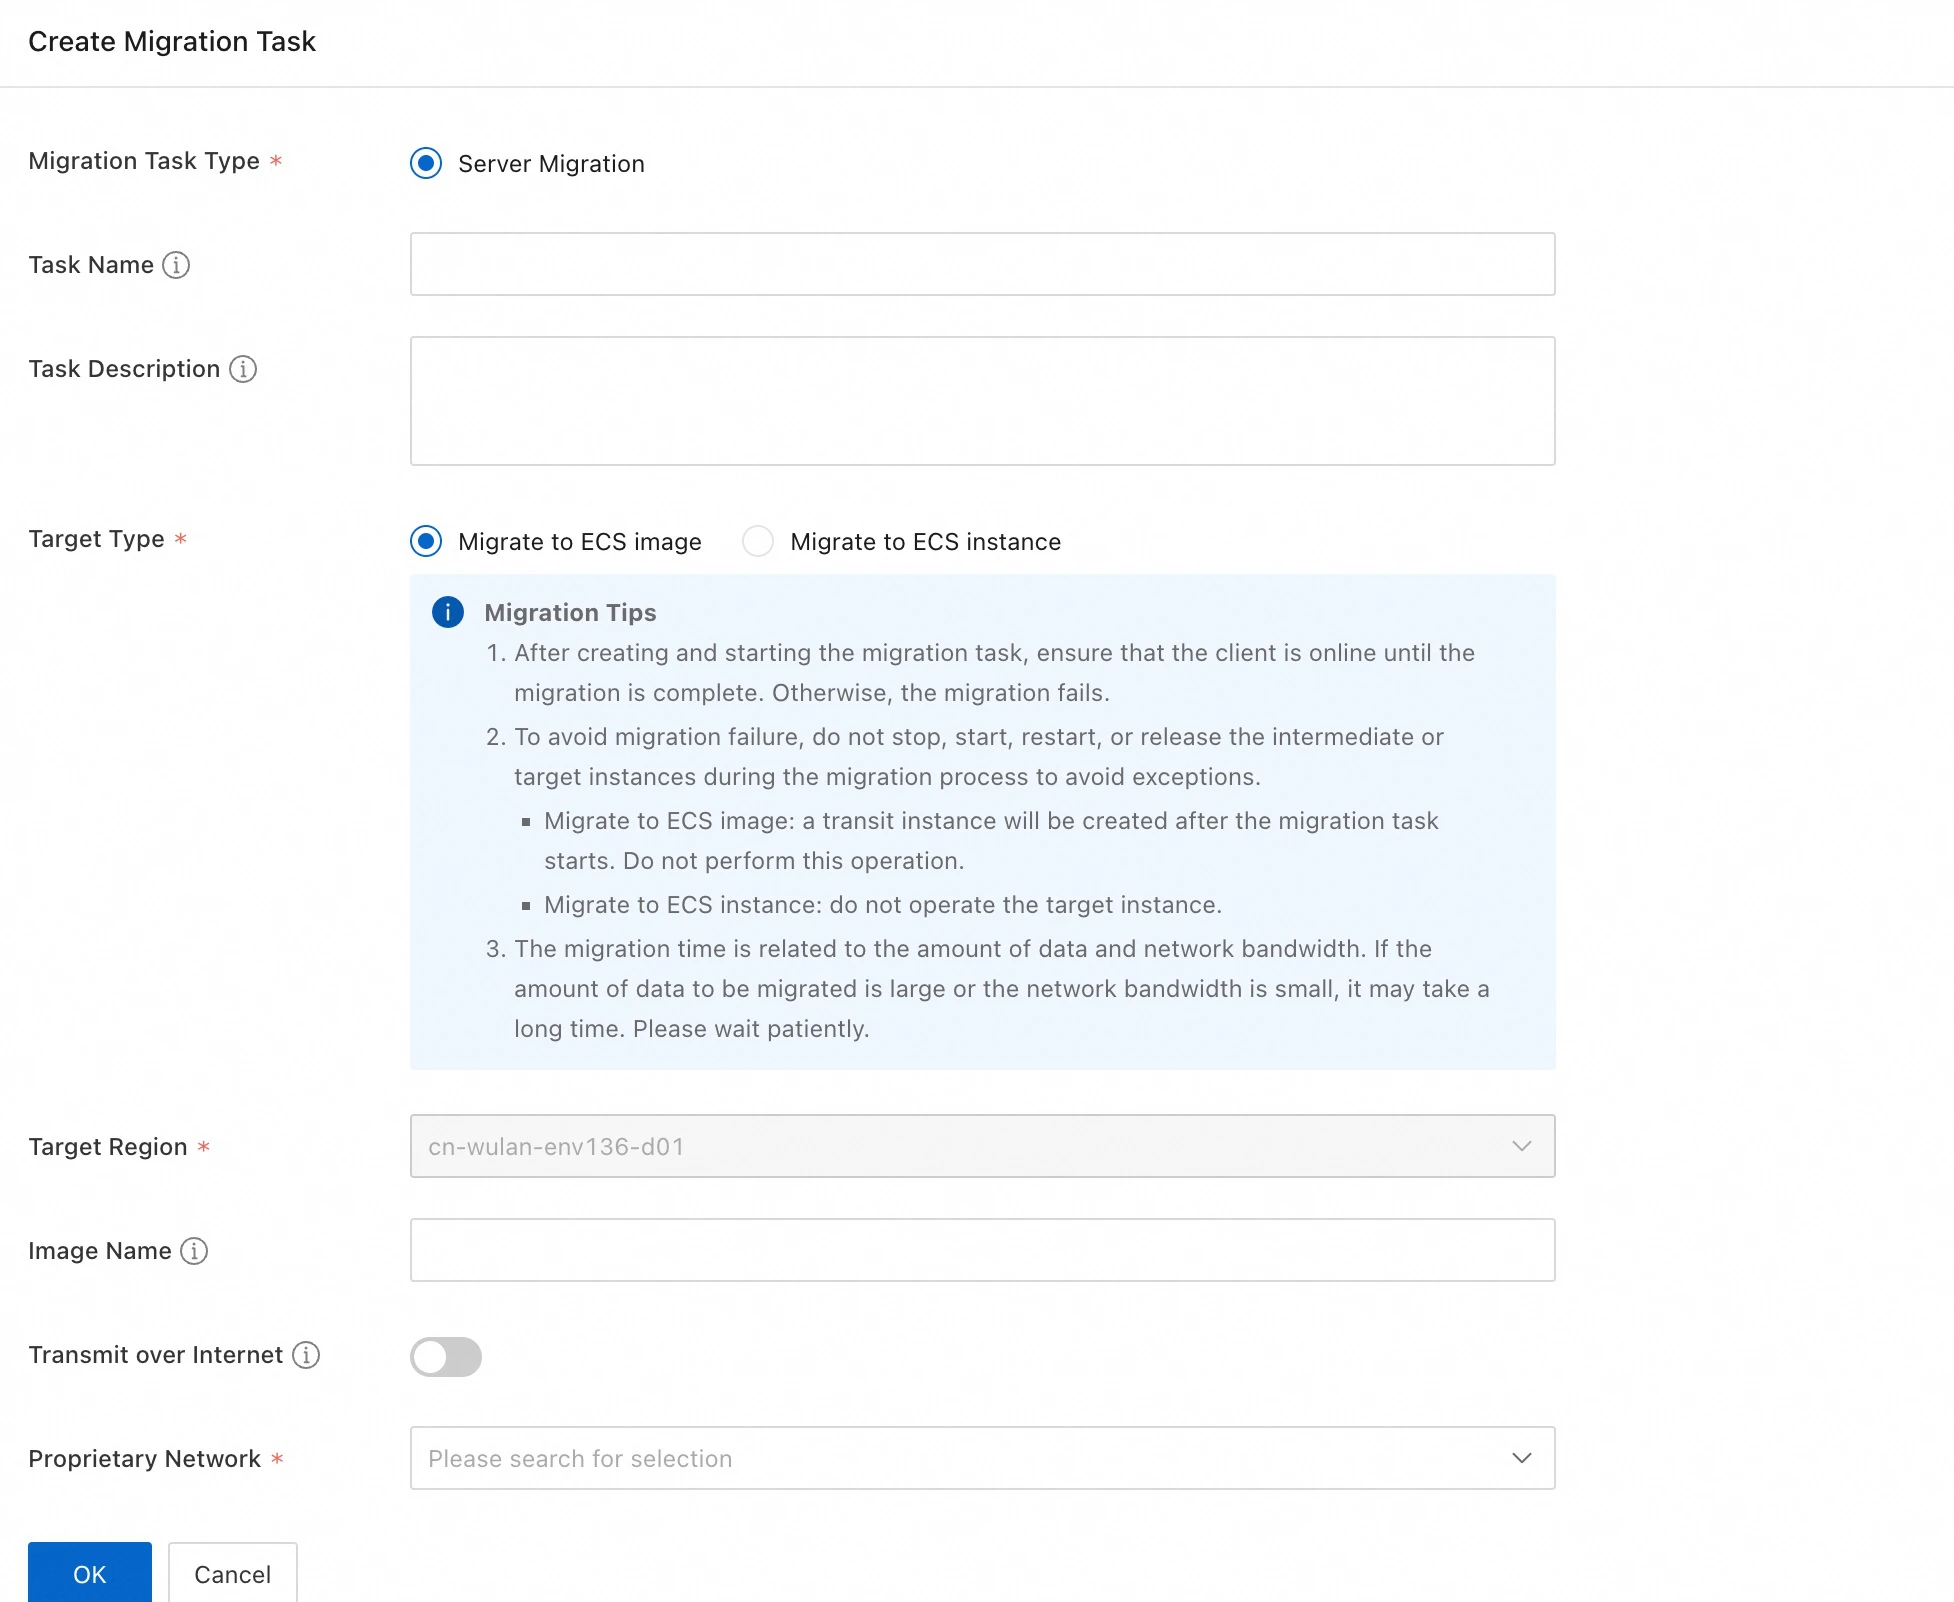 Create Migration Task
Migration Task Type *
Server Migration
Task Name
Task Description
Target Type *
Migrate to ECS image
Migrate to ECS instance
Migration Tips
1. After creating and starting the migration task, ensure that the client is online until the
migration is complete. Otherwise, the migration fails.
2. To avoid migration failure, do not stop, start, restart, or release the intermediate or
target instances during the migration process to avoid exceptions.
▪ Migrate to ECS image: a transit instance will be created after the migration task
starts. Do not perform this operation.
▪ Migrate to ECS instance: do not operate the target instance.
3. The migration time is related to the amount of data and network bandwidth. If the
amount of data to be migrated is large or the network bandwidth is small, it may take a
long time. Please wait patiently.
Target Region *
cn-wulan-env136-d01
Image Name
Transmit over Internet
Proprietary Network *
Please search for selection
OK
Cancel